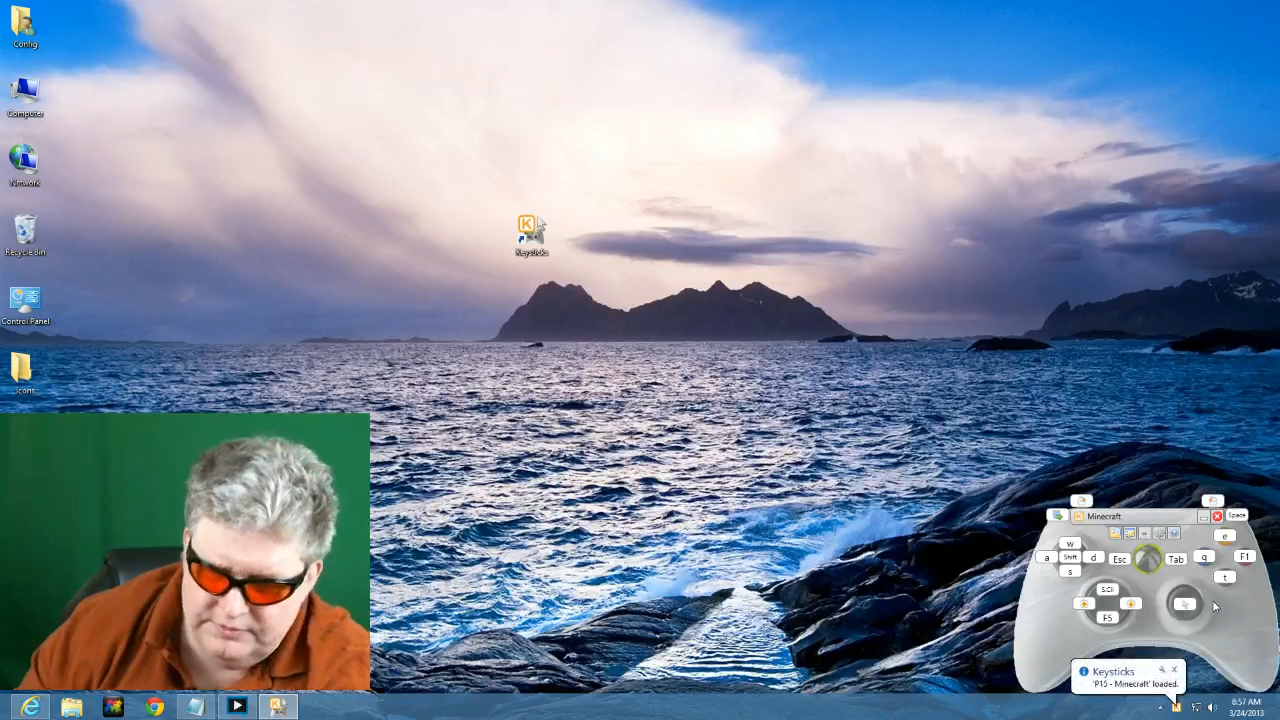 Config
Computer
Network
Recycle Bin
Control Panel
icons
K
Keysticks
Minecraft
Space
w
e
a
Shift
d
Esc
Tab
q
F1
s
t
F5
Keysticks
'P15 - Minecraft' loaded.
8:57 AM
3/24/2013